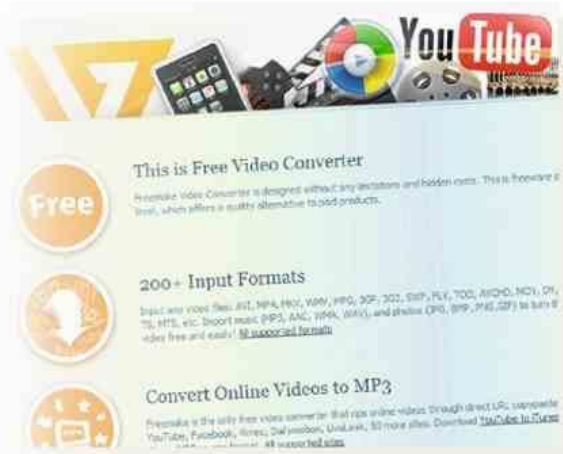 You Tube
Free
This is Free Video Converter
Freemake Video Converter is designed without any limitations and hidden costs. This is freeware
level, which offers a quality alternative to paid products.
200+ Input Formats
Input any video files: AVI, MP4, MKV, WMV, MPG, 3GP, 3G2, SWF, FLV, TOD, AVCHD, MOV, DV,
TS, MTS, etc. Import music (MP3, AAC, WMA, WAV), and photos (JPG, BMP, PNG, GIF) to turn
video free and easily! All supported formats
Convert Online Videos to MP3
Freemake is the only free video converter that rips online videos through direct URL
YouTube, Facebook, Vimeo, Dailymotion, LiveLeak, 50 more sites. Download YouTube to iTunes
All supported sites